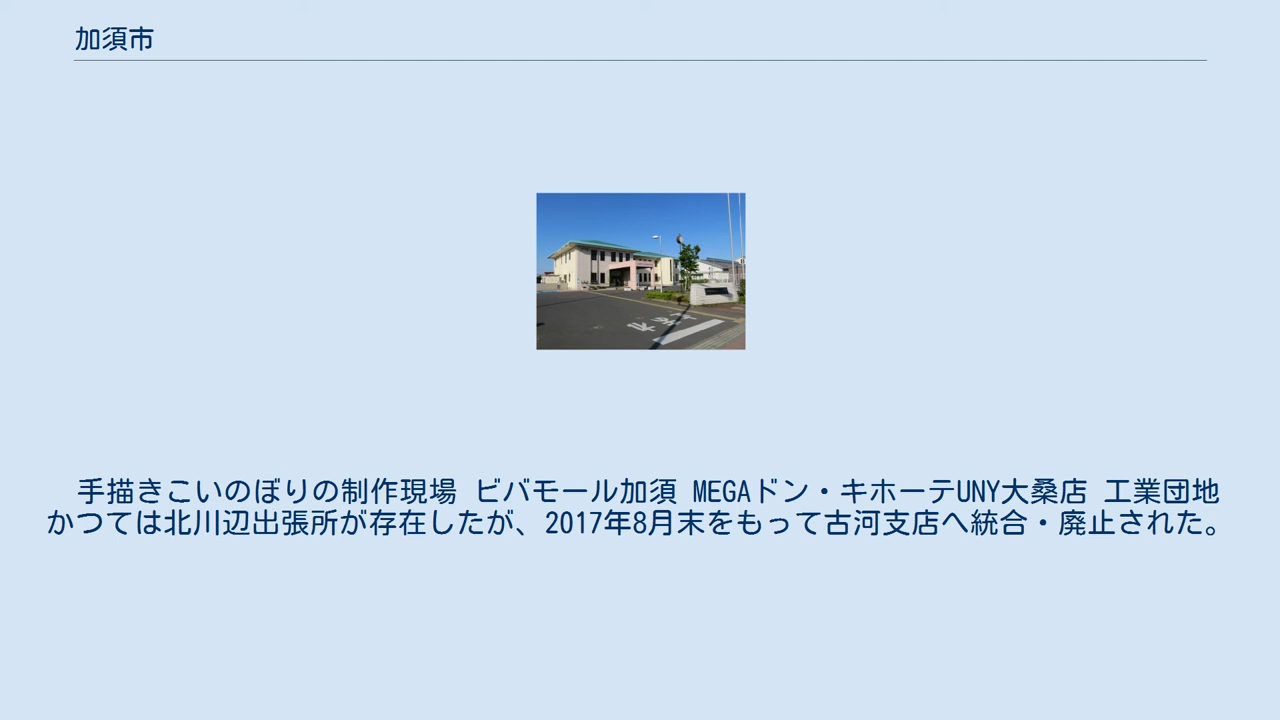 加須市
手描きこいのぼりの制作現場 ビバモール加須 MEGAドン・キホーテUNY大桑店 工業団地
かつては北川辺出張所が存在したが、2017年8月末をもって古河支店へ統合・廃止された。